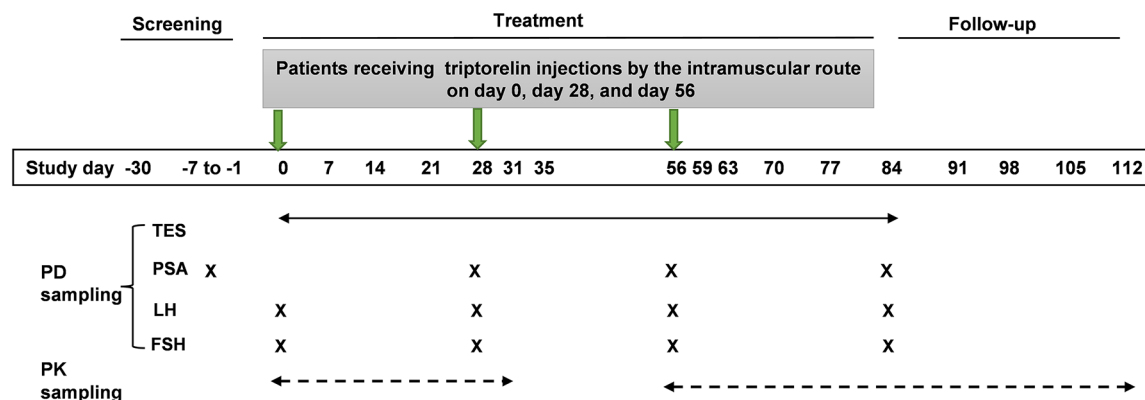 Screening Treatment Follow-up
Patients receiving triptorelin injections by the intramuscular route
on day 0, day 28, and day 56
Study day -30 -7 to -1 0 7 14 21 28 31 35 56 59 63 70 77 84 91 98 105 112
TES
PD
sampling
PSA X X X X
LH X X X X
FSH X X X X
PK
sampling